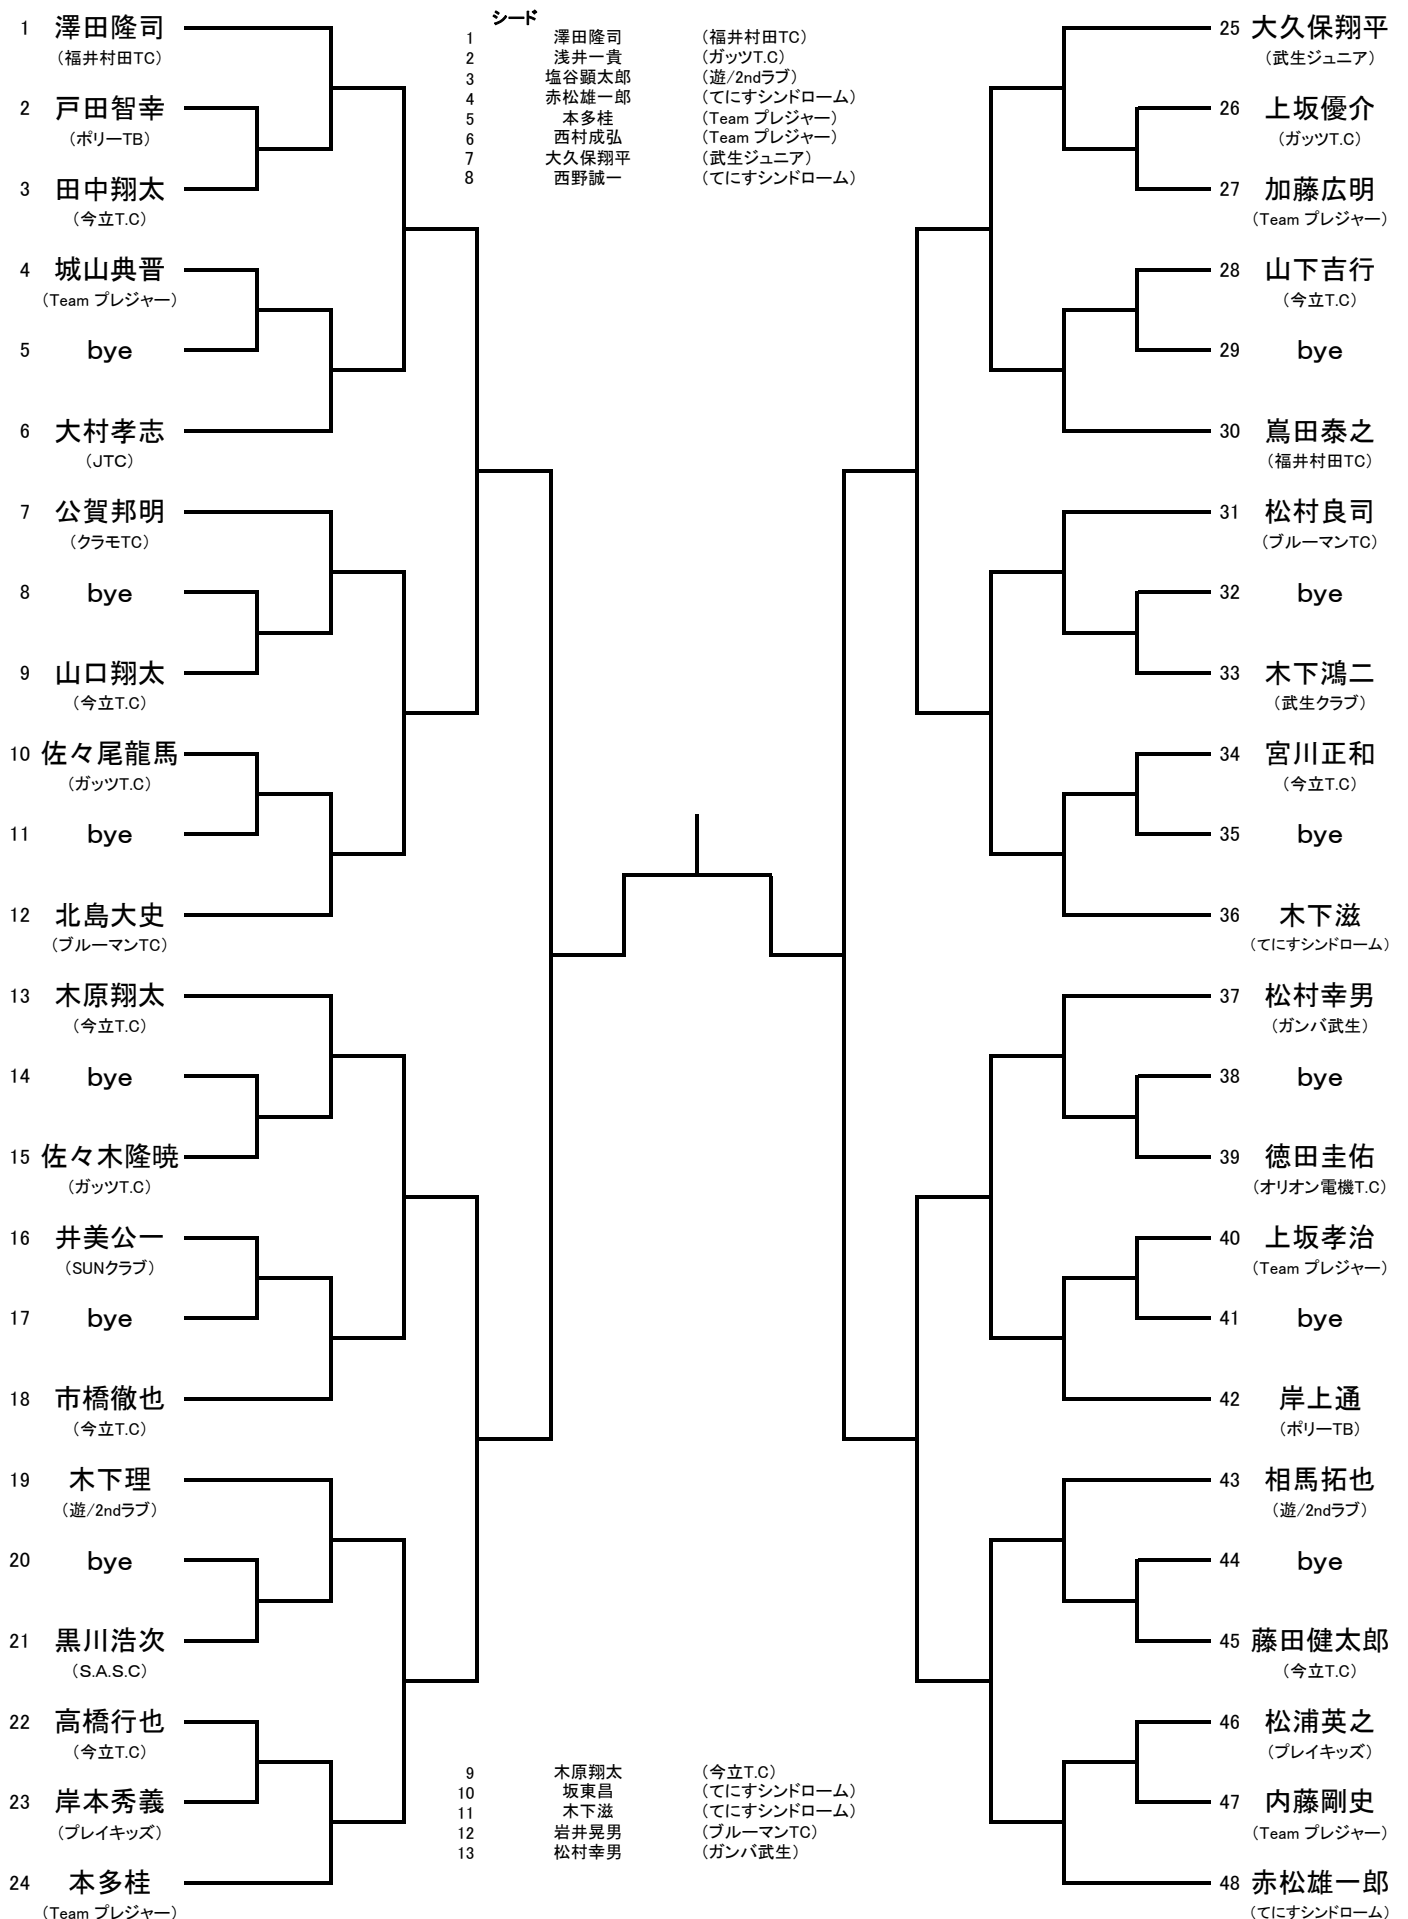 シード
1 澤田隆司 (福井村田TC)
2 浅井一貴 (ガッツT.C)
3 塩谷顕太郎 (遊/2ndラブ)
4 赤松雄一郎 (てにすシンドローム)
5 本多桂 (Team プレジャー)
6 西村成弘 (Team プレジャー)
7 大久保翔平 (武生ジュニア)
8 西野誠一 (てにすシンドローム)
1 澤田隆司
(福井村田TC)
2 戸田智幸
(ポリーTB)
3 田中翔太
(今立T.C)
4 城山典晋
(Team プレジャー)
5 bye
6 大村孝志
(JTC)
7 公賀邦明
(クラモTC)
8 bye
9 山口翔太
(今立T.C)
10 佐々尾龍馬
(ガッツT.C)
11 bye
12 北島大史
(ブルーマンTC)
13 木原翔太
(今立T.C)
14 bye
15 佐々木隆暁
(ガッツT.C)
16 井美公一
(SUNクラブ)
17 bye
18 市橋徹也
(今立T.C)
19 木下理
(遊/2ndラブ)
20 bye
21 黒川浩次
(S.A.S.C)
22 高橋行也
(今立T.C)
23 岸本秀義
(プレイキッズ)
24 本多桂
(Team プレジャー)
25 大久保翔平
(武生ジュニア)
26 上坂優介
(ガッツT.C)
27 加藤広明
(Team プレジャー)
28 山下吉行
(今立T.C)
29 bye
30 嶌田泰之
(福井村田TC)
31 松村良司
(ブルーマンTC)
32 bye
33 木下鴻二
(武生クラブ)
34 宮川正和
(今立T.C)
35 bye
36 木下滋
(てにすシンドローム)
37 松村幸男
(ガンバ武生)
38 bye
39 徳田圭佑
(オリオン電機T.C)
40 上坂孝治
(Team プレジャー)
41 bye
42 岸上通
(ポリーTB)
43 相馬拓也
(遊/2ndラブ)
44 bye
45 藤田健太郎
(今立T.C)
46 松浦英之
(プレイキッズ)
47 内藤剛史
(Team プレジャー)
48 赤松雄一郎
(てにすシンドローム)
9 木原翔太 (今立T.C)
10 坂東昌 (てにすシンドローム)
11 木下滋 (てにすシンドローム)
12 岩井晃男 (ブルーマンTC)
13 松村幸男 (ガンバ武生)